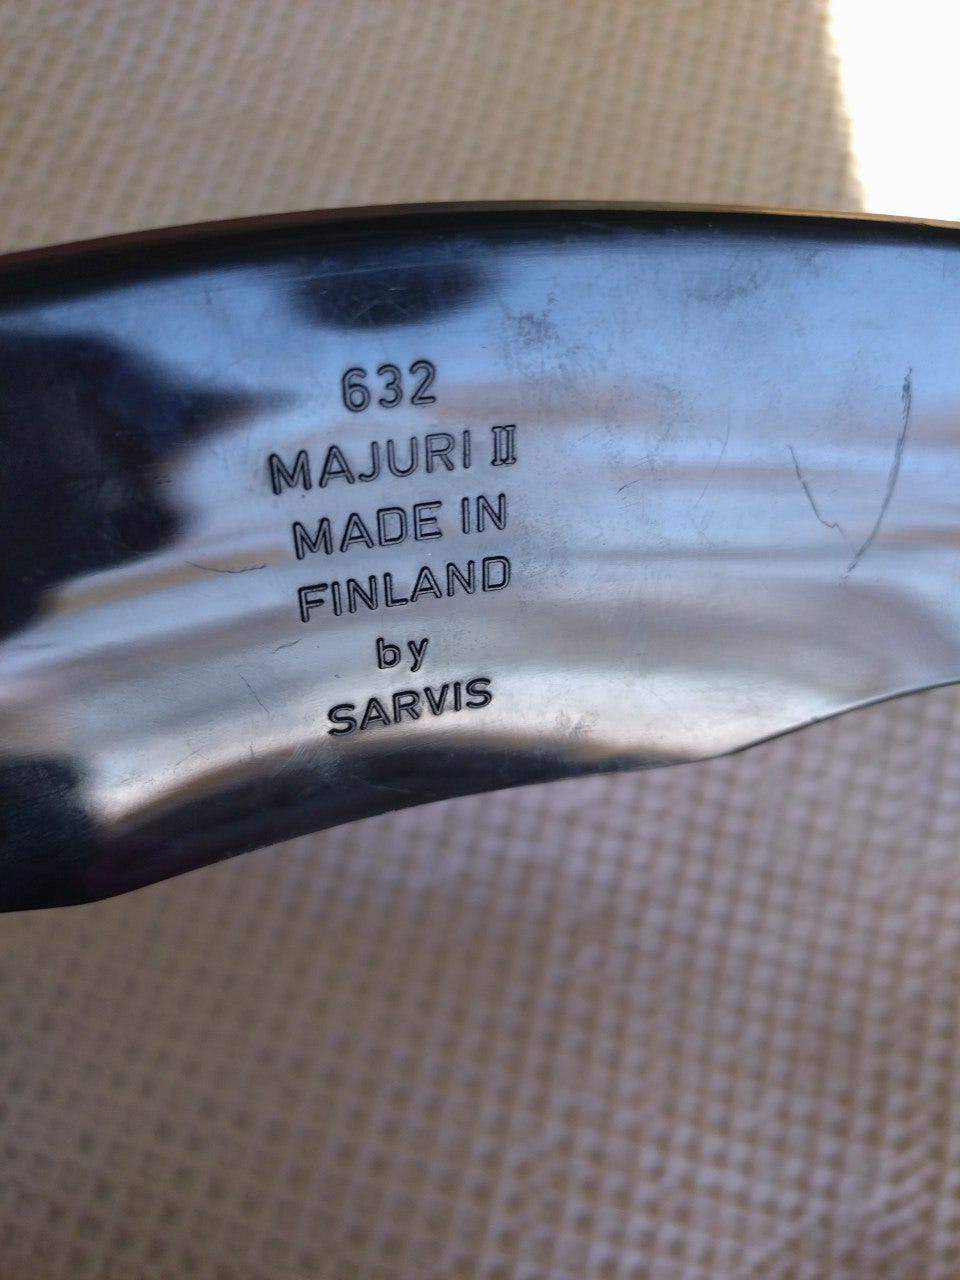 632
MAJURI II
MADE IN
FINLAND
by
SARVIS